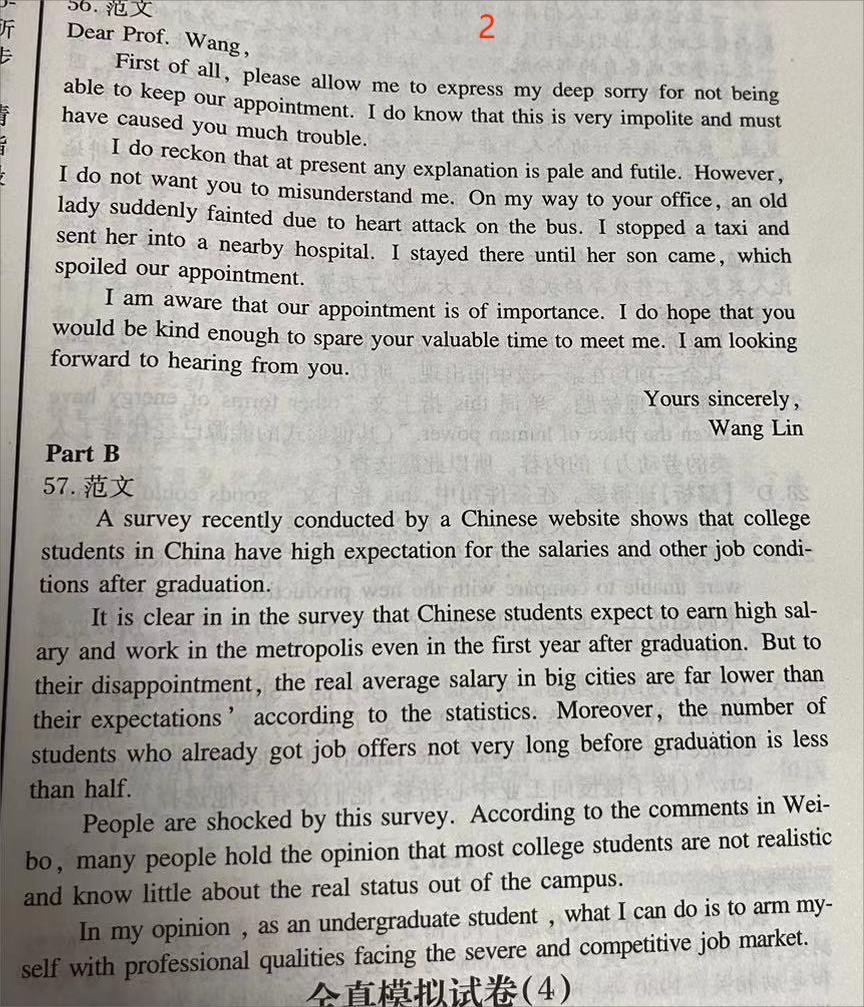 56. 范文
2
Dear Prof. Wang,
First of all, please allow me to express my deep sorry for not being
able to keep our appointment. I do know that this is very impolite and must
have caused you much trouble.
I do reckon that at present any explanation is pale and futile. However,
I do not want you to misunderstand me. On my way to your office, an old
lady suddenly fainted due to heart attack on the bus. I stopped a taxi and
sent her into a nearby hospital. I stayed there until her son came, which
spoiled our appointment.
I am aware that our appointment is of importance. I do hope that you
would be kind enough to spare your valuable time to meet me. I am looking
forward to hearing from you.
Yours sincerely,
Wang Lin
Part B
57. 范文
A survey recently conducted by a Chinese website shows that college
students in China have high expectation for the salaries and other job condi-
tions after graduation.
It is clear in in the survey that Chinese students expect to earn high sal-
ary and work in the metropolis even in the first year after graduation. But to
their disappointment, the real average salary in big cities are far lower than
their expectations’ according to the statistics. Moreover, the number of
students who already got job offers not very long before graduation is less
than half.
People are shocked by this survey. According to the comments in Wei-
bo, many people hold the opinion that most college students are not realistic
and know little about the real status out of the campus.
In my opinion , as an undergraduate student , what I can do is to arm my-
self with professional qualities facing the severe and competitive job market.
全真模拟试卷(4)